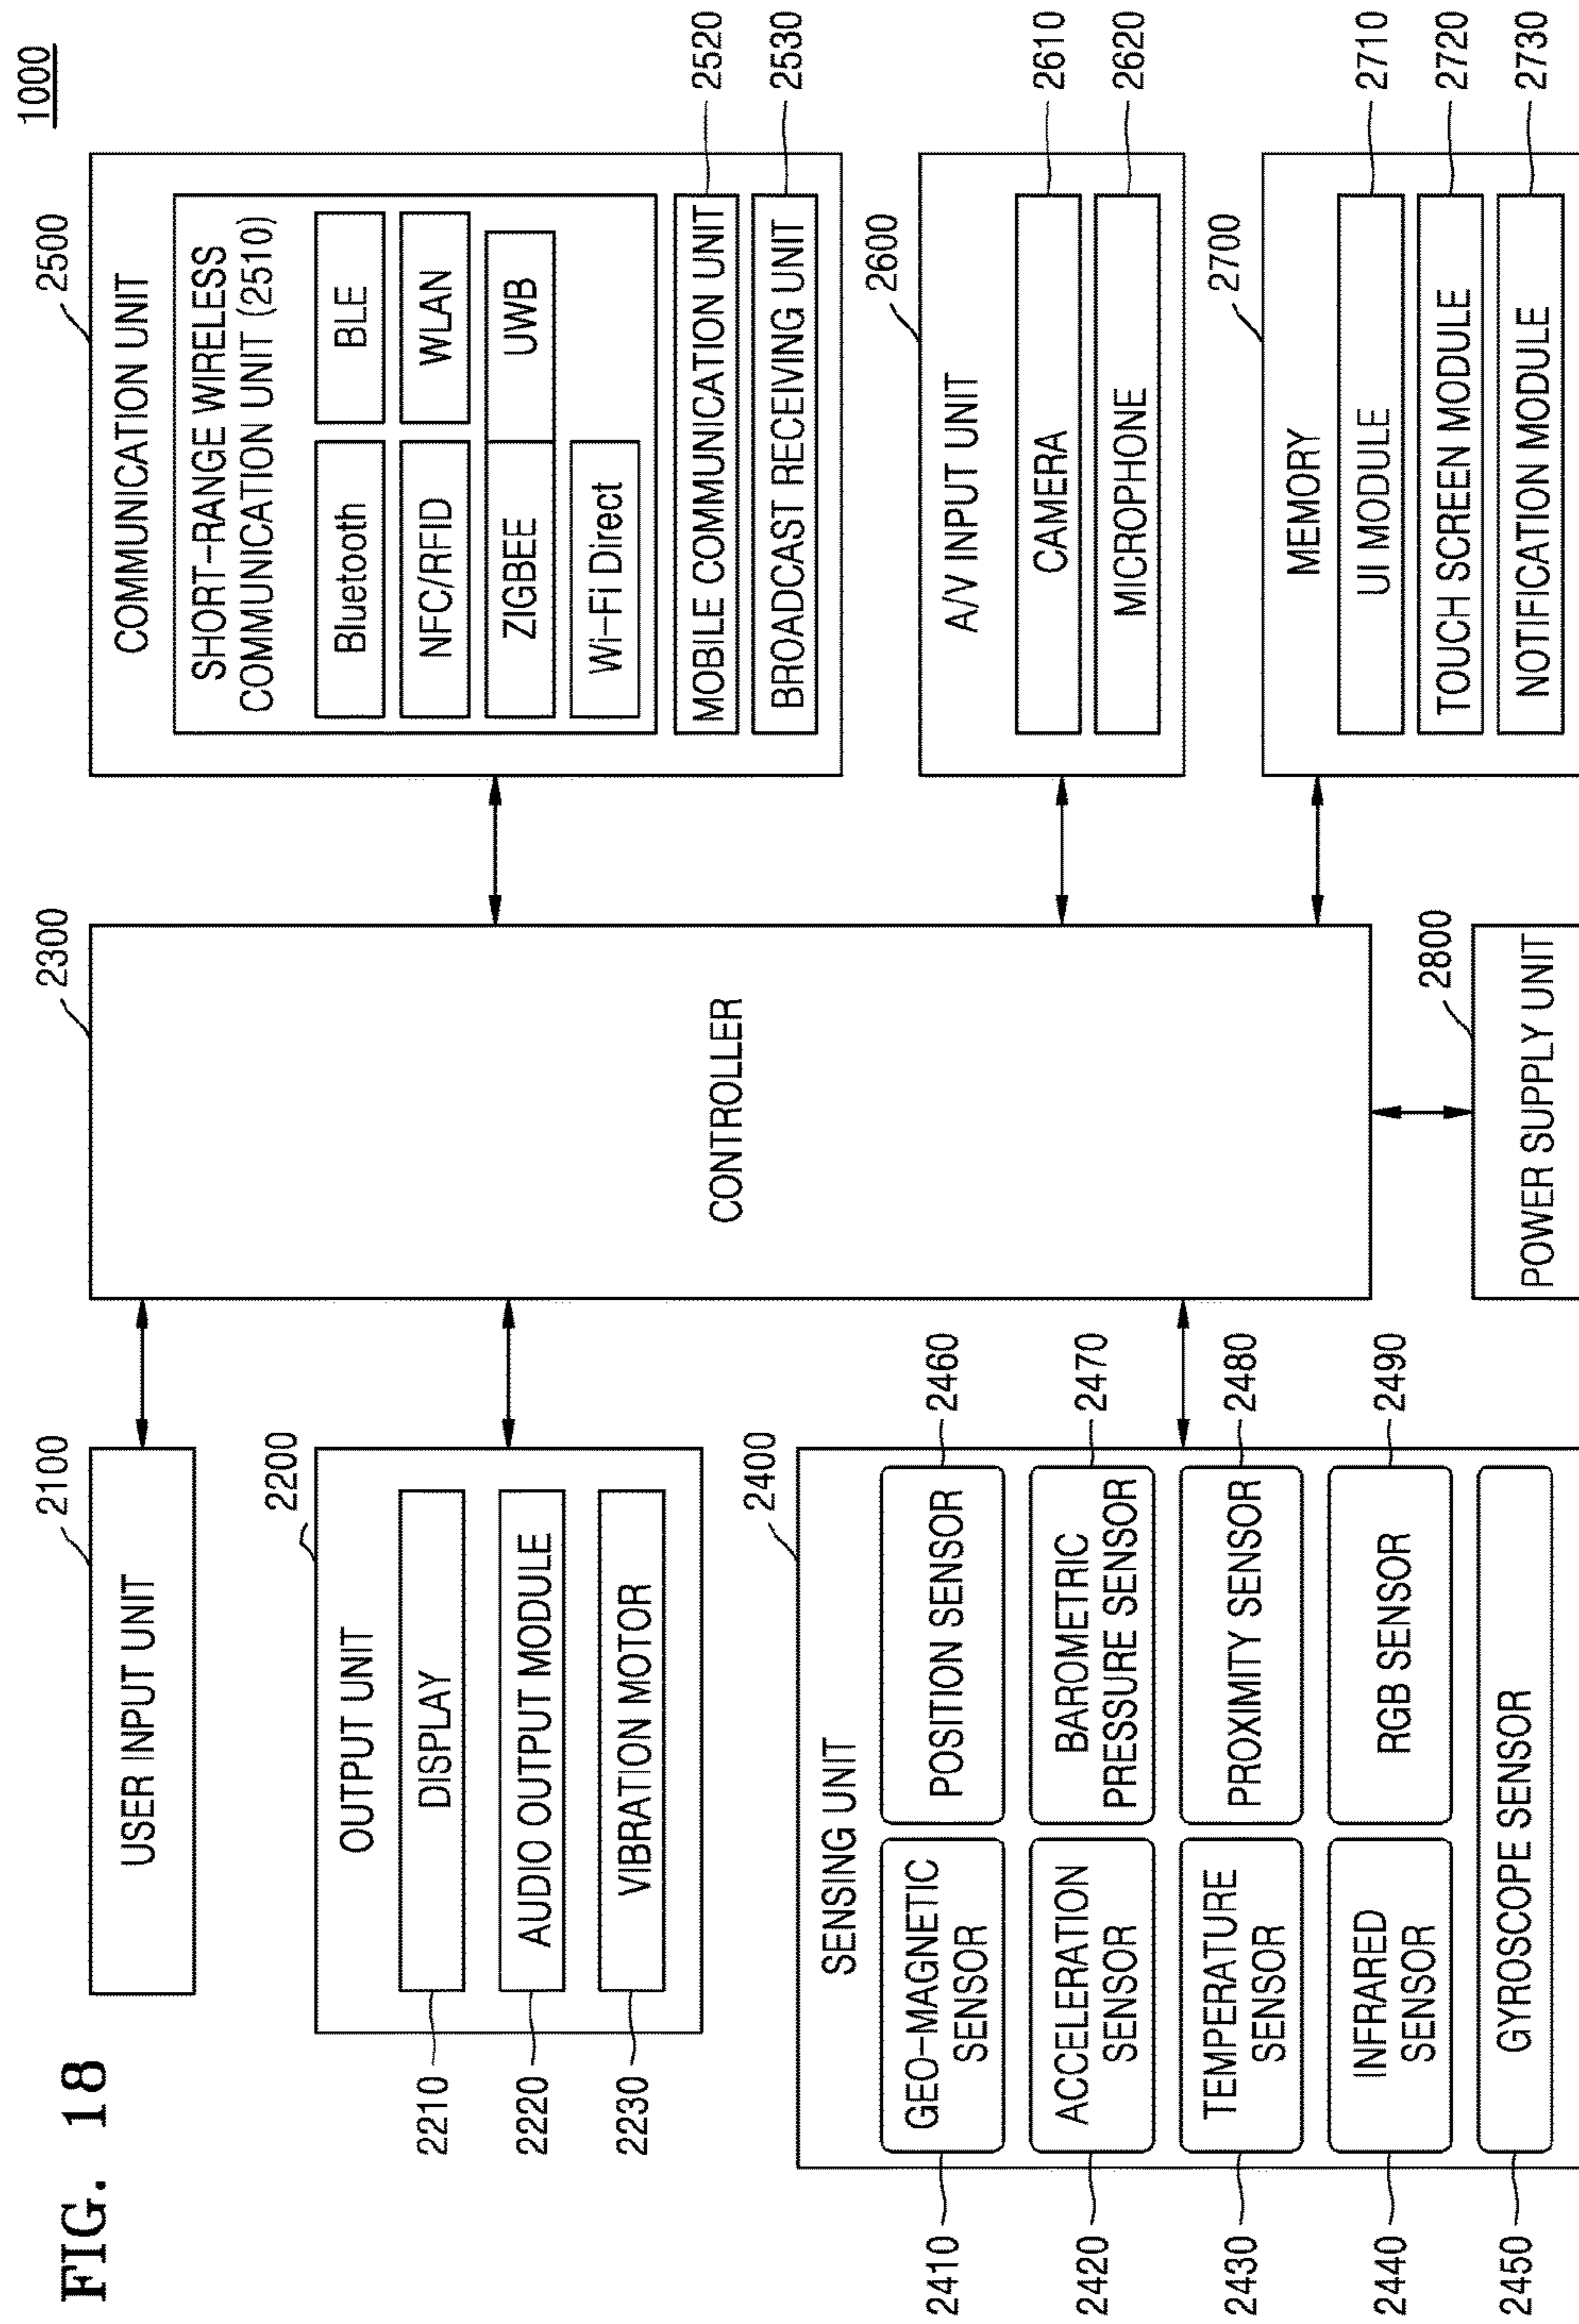 FIG. 18
1000
2100
USER INPUT UNIT
2200
OUTPUT UNIT
2210
DISPLAY
2220
AUDIO OUTPUT MODULE
2230
VIBRATION MOTOR
2400
SENSING UNIT
2410
GEO-MAGNETIC
SENSOR
POSITION SENSOR
2460
2420
ACCELERATION
SENSOR
BAROMETRIC
PRESSURE SENSOR
2470
2430
TEMPERATURE
SENSOR
PROXIMITY SENSOR
2480
2440
INFRARED
SENSOR
RGB SENSOR
2490
2450
GYROSCOPE SENSOR
2300
CONTROLLER
2800
POWER SUPPLY UNIT
2500
COMMUNICATION UNIT
SHORT-RANGE WIRELESS
COMMUNICATION UNIT (2510)
Bluetooth
BLE
NFC/RFID
WLAN
ZIGBEE
UWB
Wi-Fi Direct
MOBILE COMMUNICATION UNIT
2520
BROADCAST RECEIVING UNIT
2530
2600
A/V INPUT UNIT
CAMERA
2610
MICROPHONE
2620
2700
MEMORY
UI MODULE
2710
TOUCH SCREEN MODULE
2720
NOTIFICATION MODULE
2730